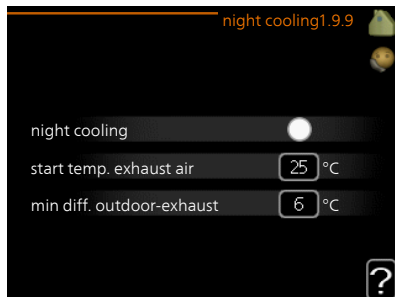 night cooling1.9.9
night cooling
start temp. exhaust air 25 °C
min diff. outdoor-exhaust 6 °C
?